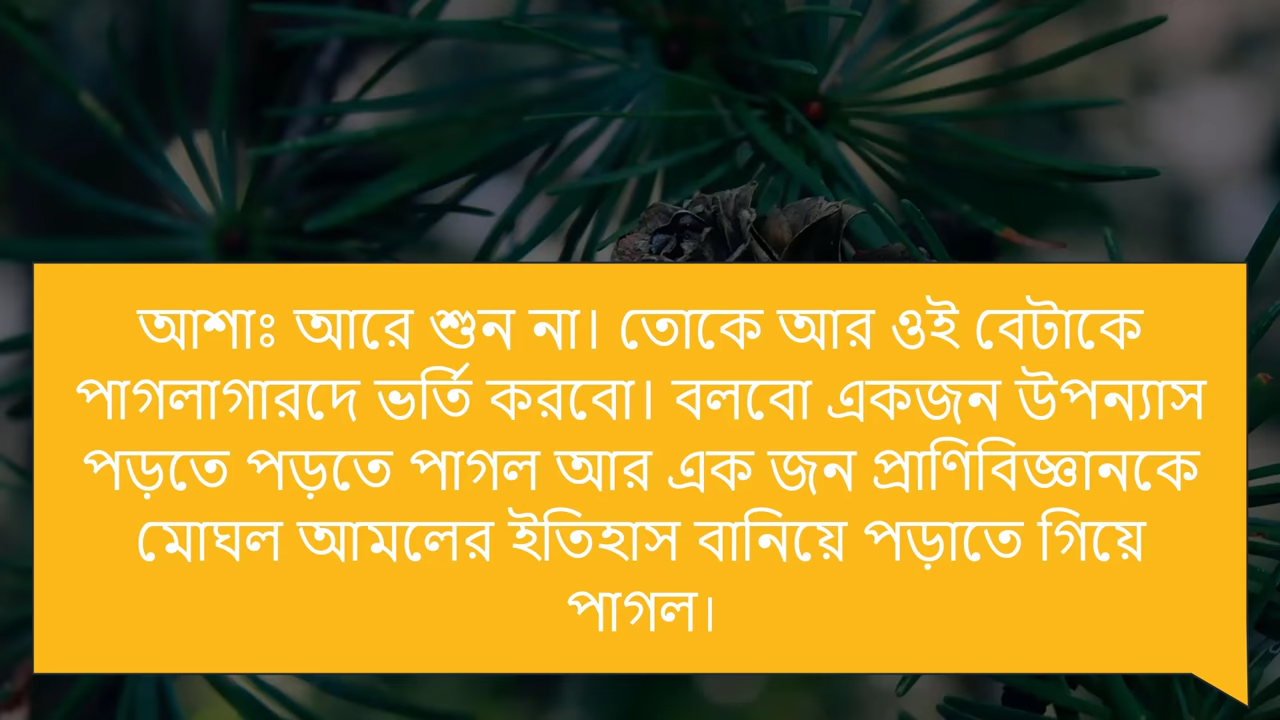 আশাঃ আরে শুন না। তোকে আর ওই বেটাকে
পাগলাগারদে ভর্তি করবো। বলবো একজন উপন্যাস
পড়তে পড়তে পাগল আর এক জন প্রাণিবিজ্ঞানকে
মোঘল আমলের ইতিহাস বানিয়ে পড়াতে গিয়ে
পাগল।